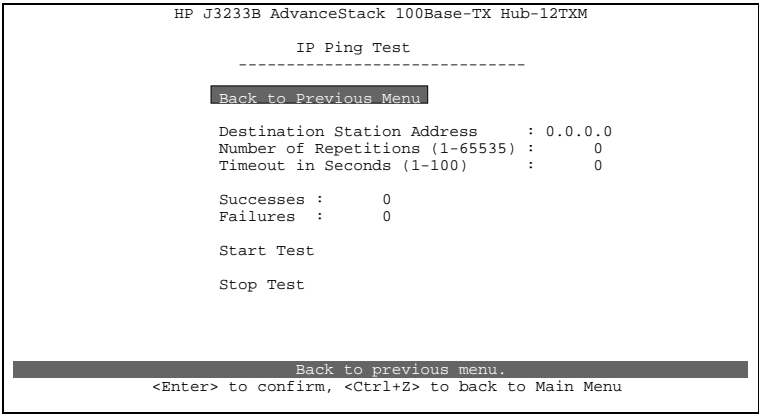 HP J3233B AdvanceStack 100Base-TX Hub-12TXM
IP Ping Test
------------------------------
Back to Previous Menu
Destination Station Address : 0.0.0.0
Number of Repetitions (1-65535) : 0
Timeout in Seconds (1-100) : 0
Successes : 0
Failures : 0
Start Test
Stop Test
Back to previous menu.
<Enter> to confirm, <Ctrl+Z> to back to Main Menu